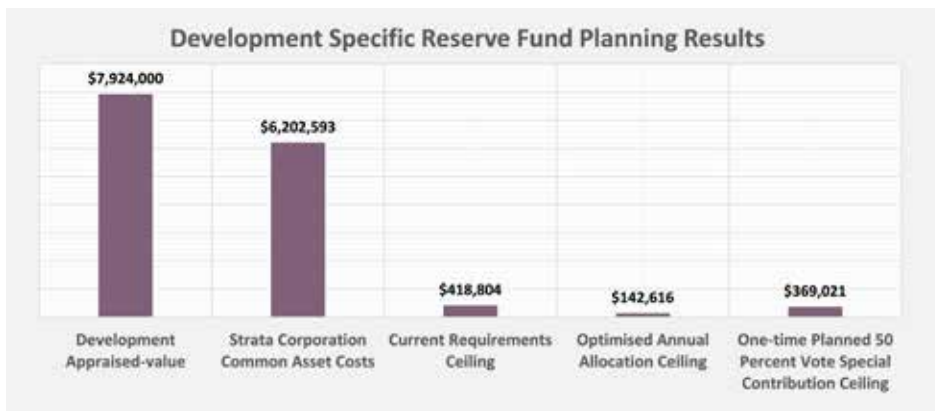 Development Specific Reserve Fund Planning Results
$7,924,000
$6,202,593
$418,804
$142,616
$369,021
Development
Appraised-value
Strata Corporation
Common Asset Costs
Current Requirements
Ceiling
Optimised Annual
Allocation Ceiling
One-time Planned 50
Percent Vote Special
Contribution Ceiling